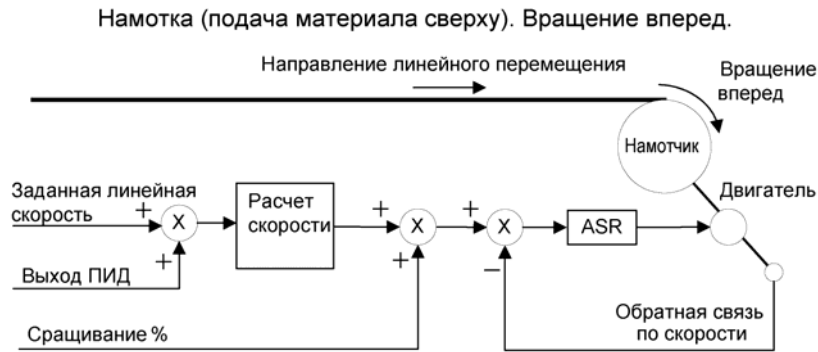 Намотка (подача материала сверху). Вращение вперед.
Направление линейного перемещения
Вращение
вперед
Намотчик
Заданная линейная
скорость
+
X
+
Выход ПИД
Расчет
скорости
+
X
+
Сращивание %
+
X
−
ASR
Двигатель
Обратная связь
по скорости